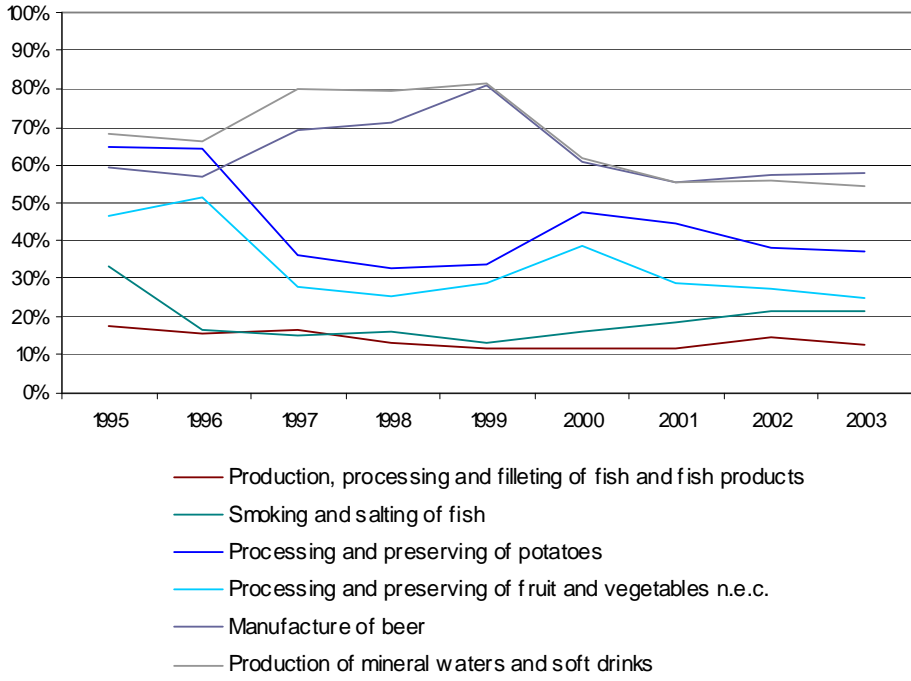 100%
90%
80%
70%
60%
50%
40%
30%
20%
10%
0%
1995 1996 1997 1998 1999 2000 2001 2002 2003
Production, processing and filleting of fish and fish products
Smoking and salting of fish
Processing and preserving of potatoes
Processing and preserving of fruit and vegetables n.e.c.
Manufacture of beer
Production of mineral waters and soft drinks